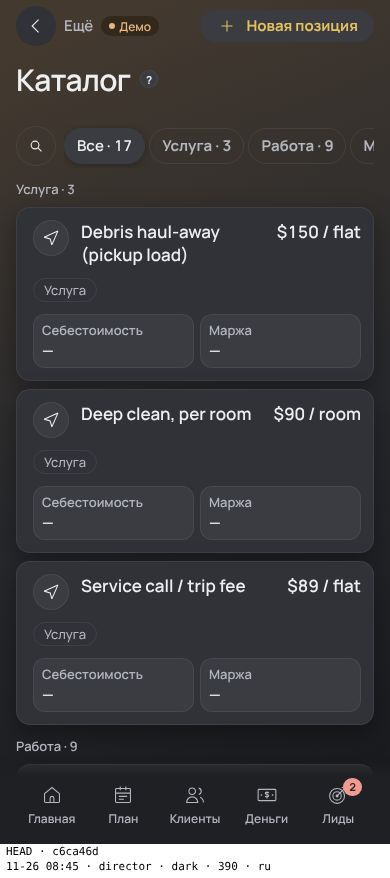 Ещё
Демо
Новая позиция
Каталог ?
Все · 17
Услуга · 3
Работа · 9
М
Услуга · 3
Debris haul-away
(pickup load)
$150 / flat
Услуга
Себестоимость
—
Маржа
—
Deep clean, per room
$90 / room
Услуга
Себестоимость
—
Маржа
—
Service call / trip fee
$89 / flat
Услуга
Себестоимость
—
Маржа
—
Работа · 9
2
Главная
План
Клиенты
Деньги
Лиды
HEAD · c6ca46d
11-26 08:45 · director · dark · 390 · ru